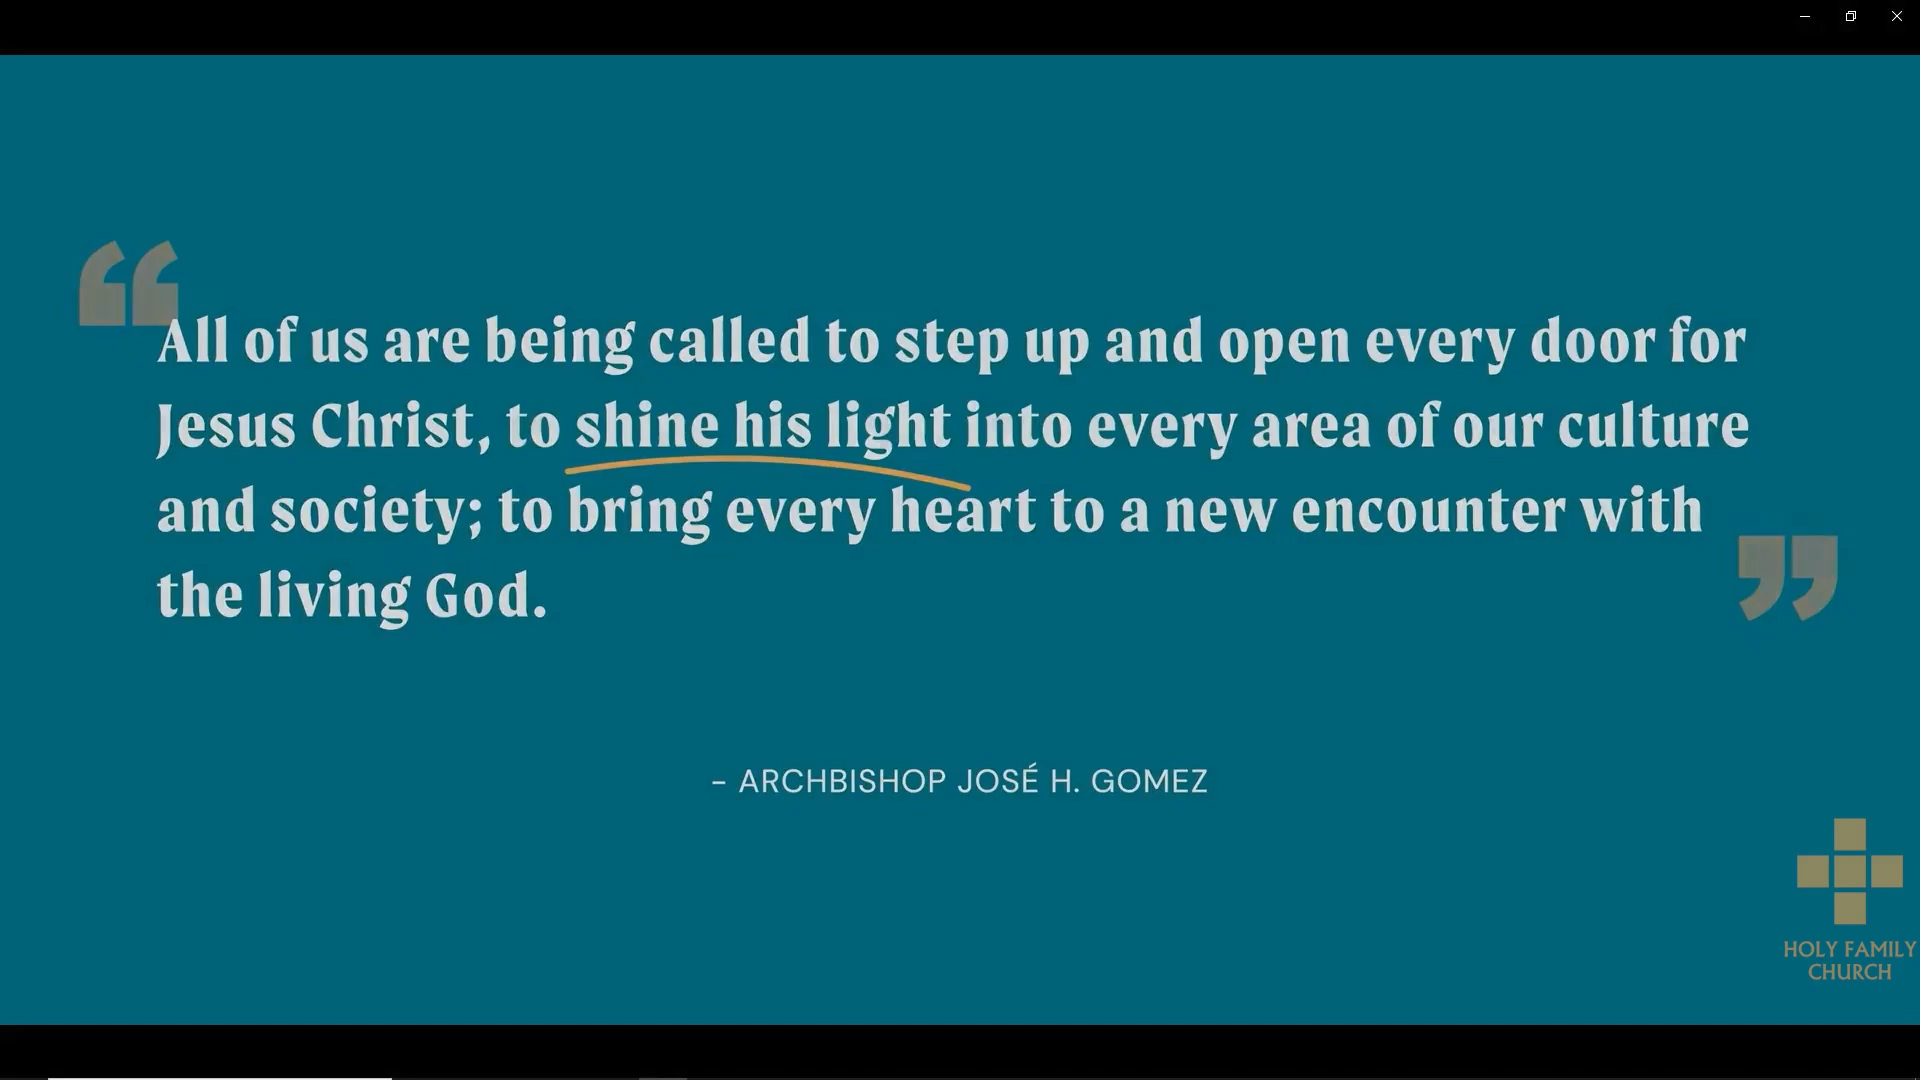 All of us are being called to step up and open every door for
Jesus Christ, to shine his light into every area of our culture
and society; to bring every heart to a new encounter with
the living God.
– ARCHBISHOP JOSÉ H. GOMEZ
HOLY FAMILY
CHURCH